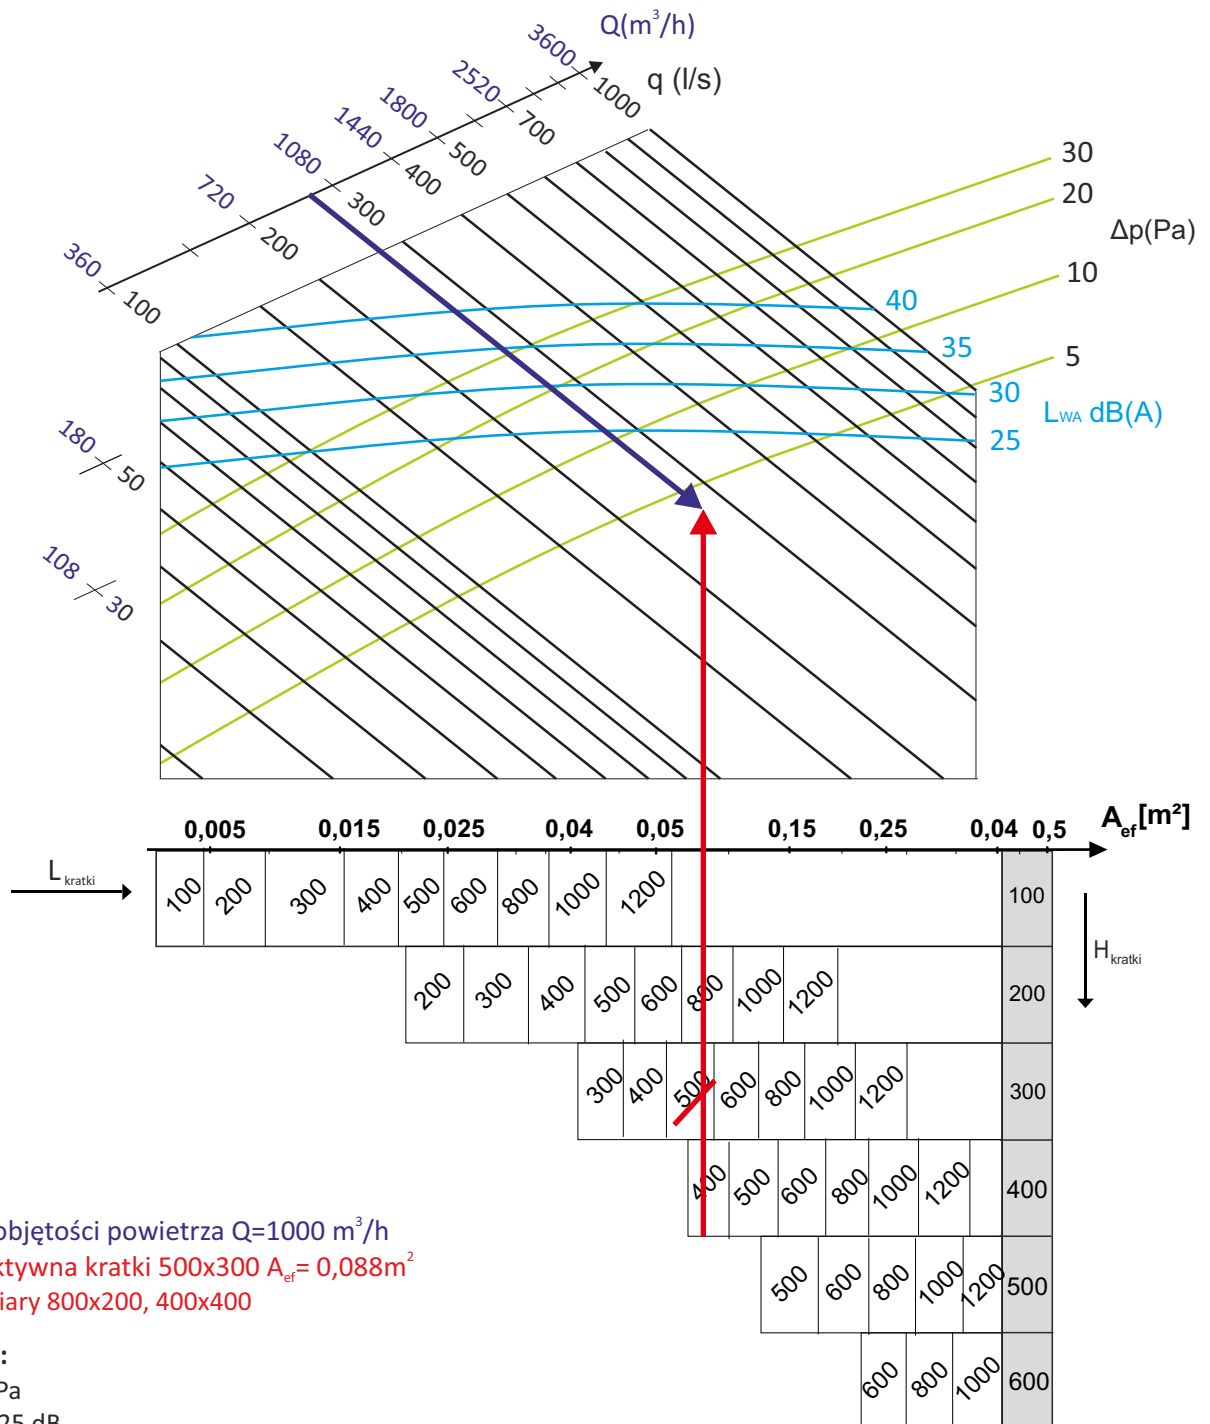 Q(m³/h)
q (l/s)
3600
2520
1800
1440
1080
720
360
180
108
1000
700
500
400
300
200
100
50
30
30
20
Δp(Pa)
10
5
40
35
30
25
LWA dB(A)
0,005 0,015 0,025 0,04 0,05 0,15 0,25 0,04 0,5 Aef[m²]
L kratki
100 200 300 400 500 600 800 1000 1200 100
Hkratki
200 300 400 500 600 800 1000 1200 200
300 400 500 600 800 1000 1200 300
400 500 600 800 1000 1200 400
500 600 800 1000 1200 500
600 800 1000 600
objętości powietrza Q=1000 m³/h
ktywna kratki 500x300 Aef= 0,088m²
iary 800x200, 400x400
:
Pa
25 dB